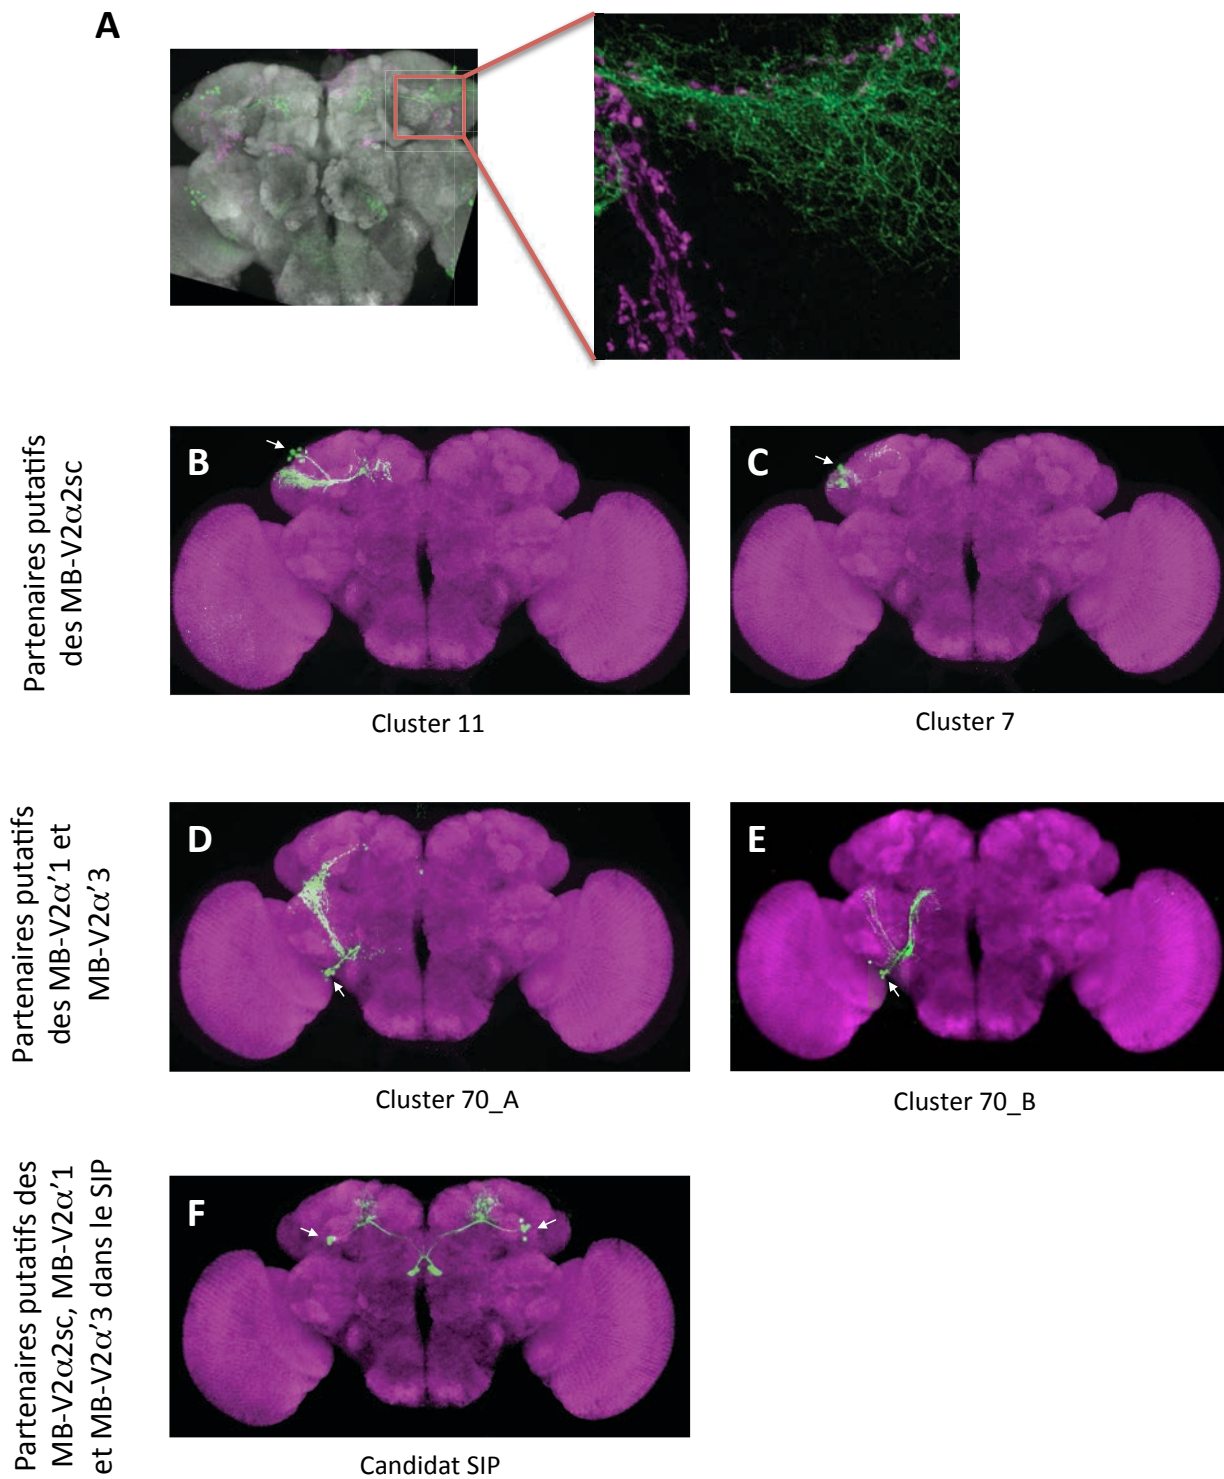 A
Partenaires putatifs
des MB-V2α2sc
B
C
Cluster 11
Cluster 7
Partenaires putatifs
des MB-V2α’1 et
MB-V2α’3
D
E
Cluster 70_A
Cluster 70_B
Partenaires putatifs des
MB-V2α2sc, MB-V2α’1
et MB-V2α’3 dans le SIP
F
Candidat SIP